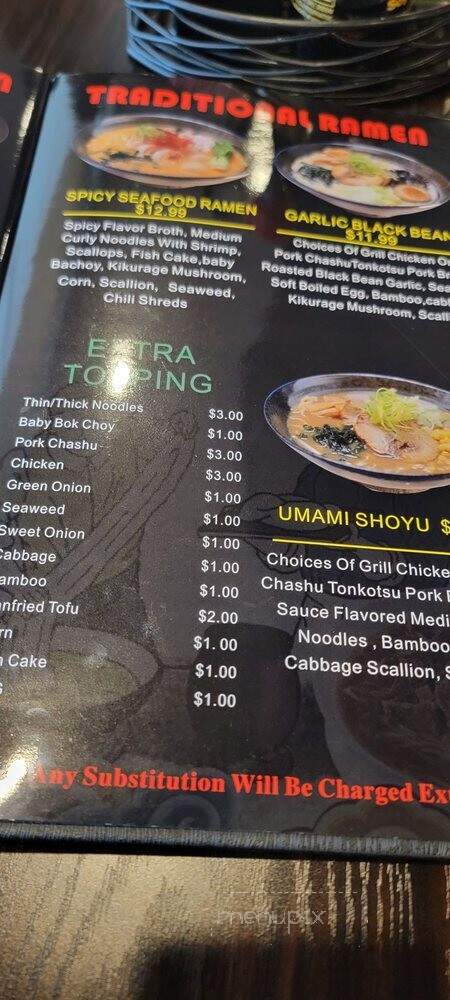 TRADITIONAL RAMEN
SPICY SEAFOOD RAMEN
$12.99
Spicy Flavor Broth, Medium
Curly Noodles With Shrimp,
Scallops, Fish Cake,baby
Bachoy, Kikurage Mushroom,
Corn, Scallion, Seaweed,
Chili Shreds
GARLIC BLACK BEAN
$11.99
Choices Of Grill Chicken O
Pork ChashuTonkotsu Pork Br
Roasted Black Bean Garlic, Sea
Soft Boiled Egg, Bamboo,cabb
Kikurage Mushroom, Scalli
EXTRA
TOPPING
Thin/Thick Noodles $3.00
Baby Bok Choy $1.00
Pork Chashu $3.00
Chicken $3.00
Green Onion $1.00
Seaweed $1.00
Sweet Onion $1.00
Cabbage $1.00
amboo $1.00
nfried Tofu $2.00
rn $1.00
n Cake $1.00
$1.00
UMAMI SHOYU $
Choices Of Grill Chicke
Chashu Tonkotsu Pork B
Sauce Flavored Medi
Noodles , Bamboo
Cabbage Scallion, S
Any Substitution Will Be Charged Ext
menupix